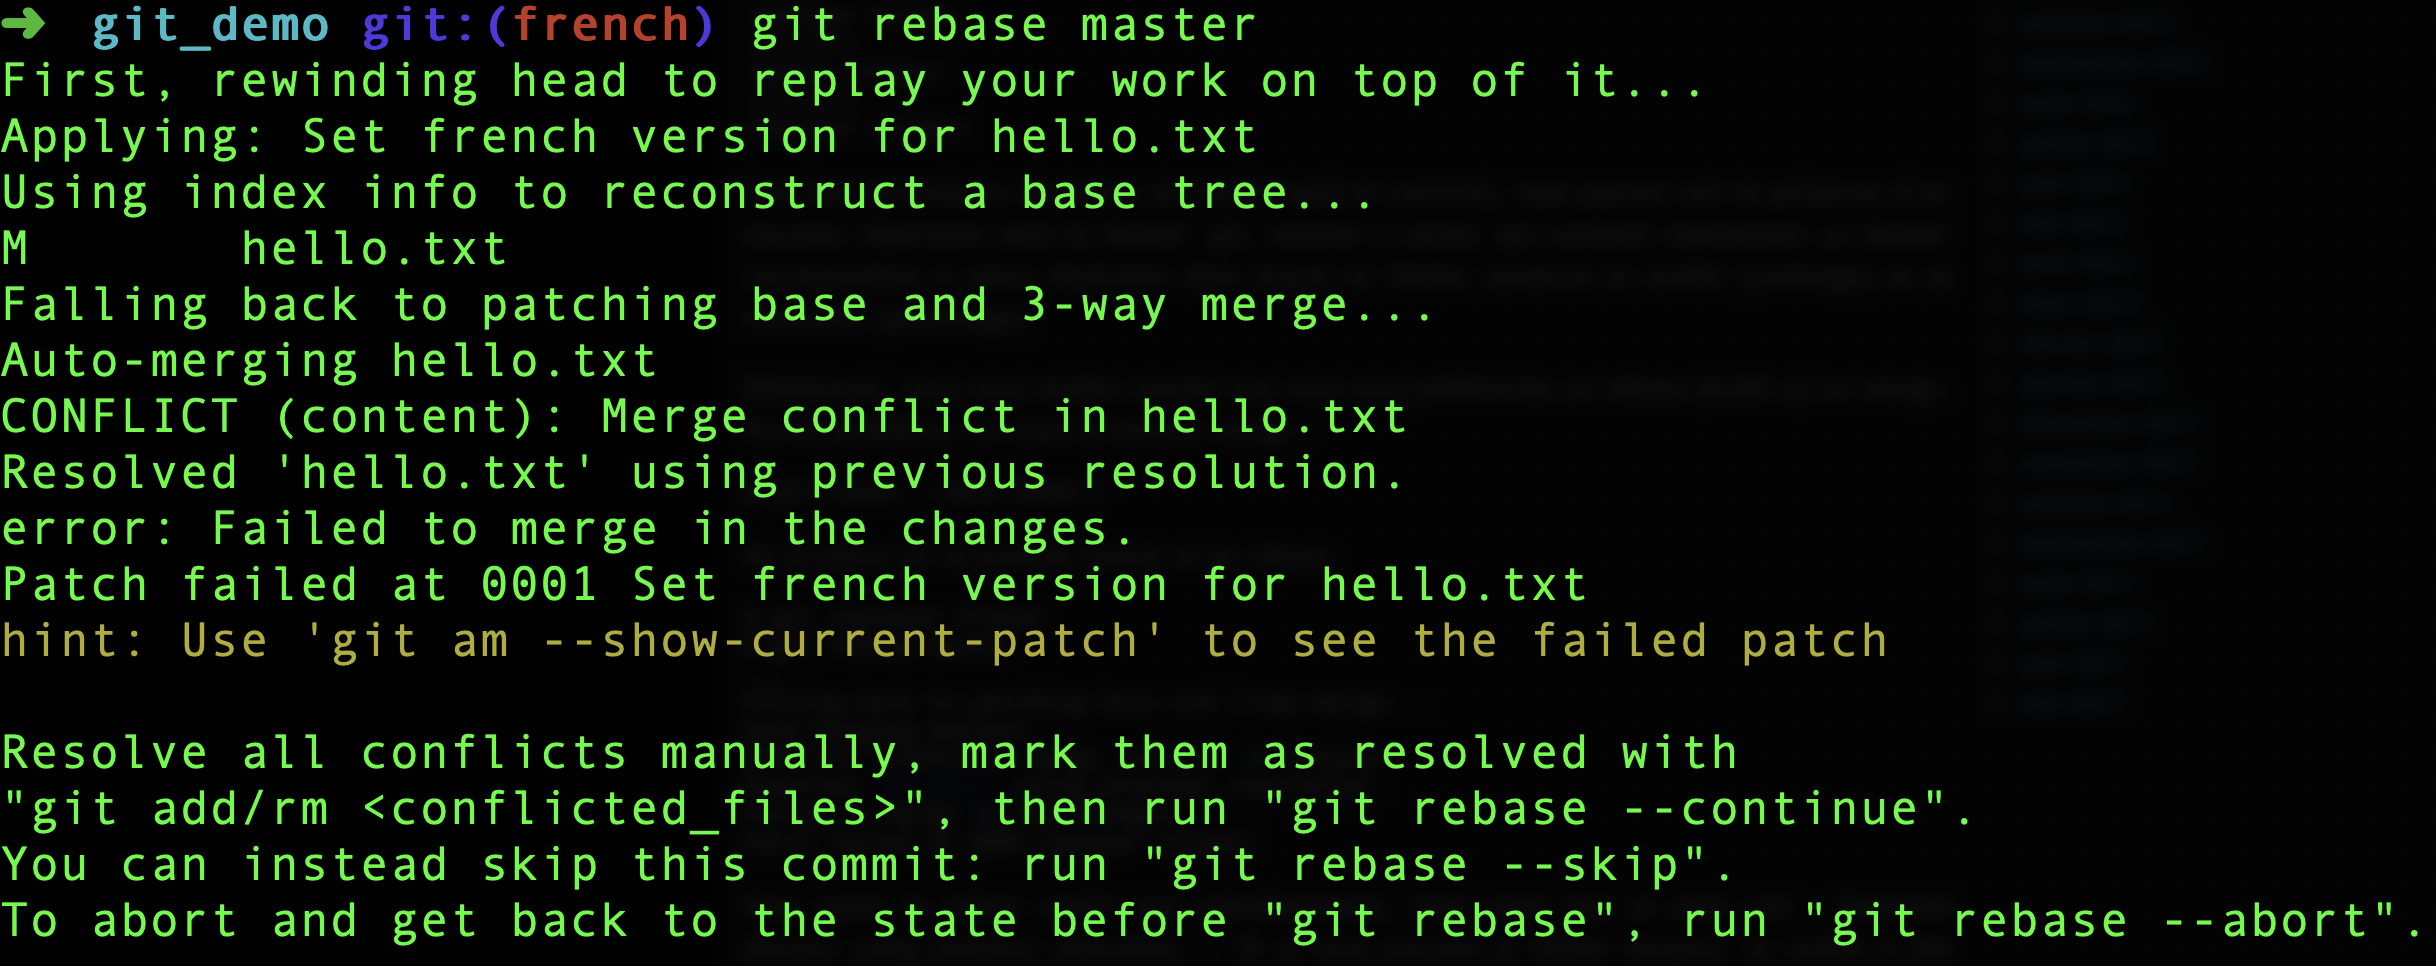 ➜  git_demo git:(french) git rebase master
First, rewinding head to replay your work on top of it...
Applying: Set french version for hello.txt
Using index info to reconstruct a base tree...
M       hello.txt
Falling back to patching base and 3-way merge...
Auto-merging hello.txt
CONFLICT (content): Merge conflict in hello.txt
Resolved 'hello.txt' using previous resolution.
error: Failed to merge in the changes.
Patch failed at 0001 Set french version for hello.txt
hint: Use 'git am --show-current-patch' to see the failed patch

Resolve all conflicts manually, mark them as resolved with
"git add/rm <conflicted_files>", then run "git rebase --continue".
You can instead skip this commit: run "git rebase --skip".
To abort and get back to the state before "git rebase", run "git rebase --abort".